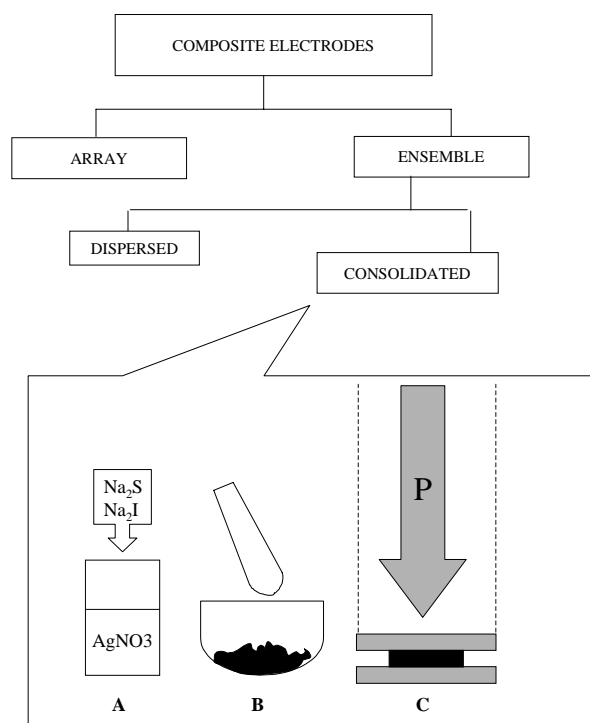 COMPOSITE ELECTRODES
ARRAY
ENSEMBLE
DISPERSED
CONSOLIDATED
Na₂S
Na₂I
P
AgNO3
A
B
C